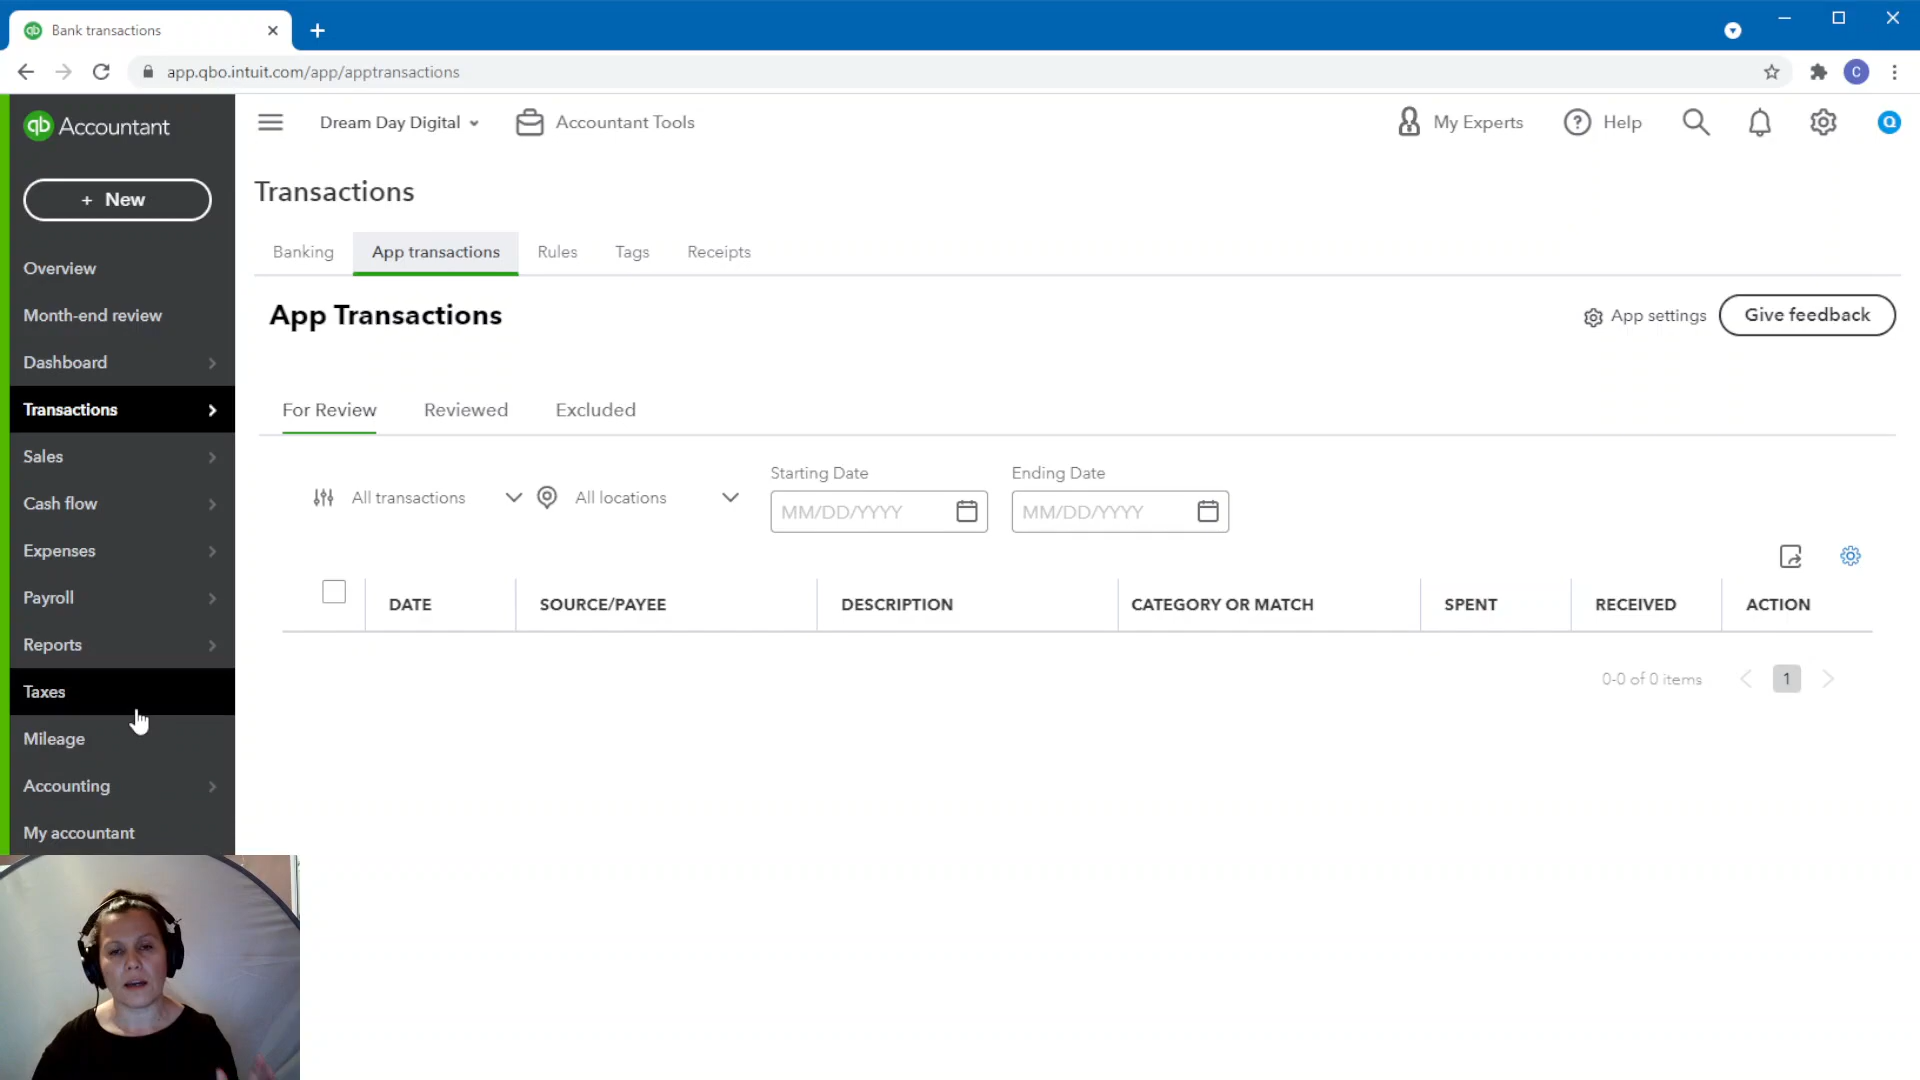 Bank transactions
app.qbo.intuit.com/app/apptransactions
C
qb Accountant
Dream Day Digital
Accountant Tools
My Experts
Help
Q
+ New
Overview
Month-end review
Dashboard
Transactions
Sales
Cash flow
Expenses
Payroll
Reports
Taxes
Mileage
Accounting
My accountant
Transactions
Banking
App transactions
Rules
Tags
Receipts
App Transactions
App settings
Give feedback
For Review
Reviewed
Excluded
All transactions
All locations
Starting Date
MM/DD/YYYY
Ending Date
MM/DD/YYYY
DATE
SOURCE/PAYEE
DESCRIPTION
CATEGORY OR MATCH
SPENT
RECEIVED
ACTION
0-0 of 0 items
1